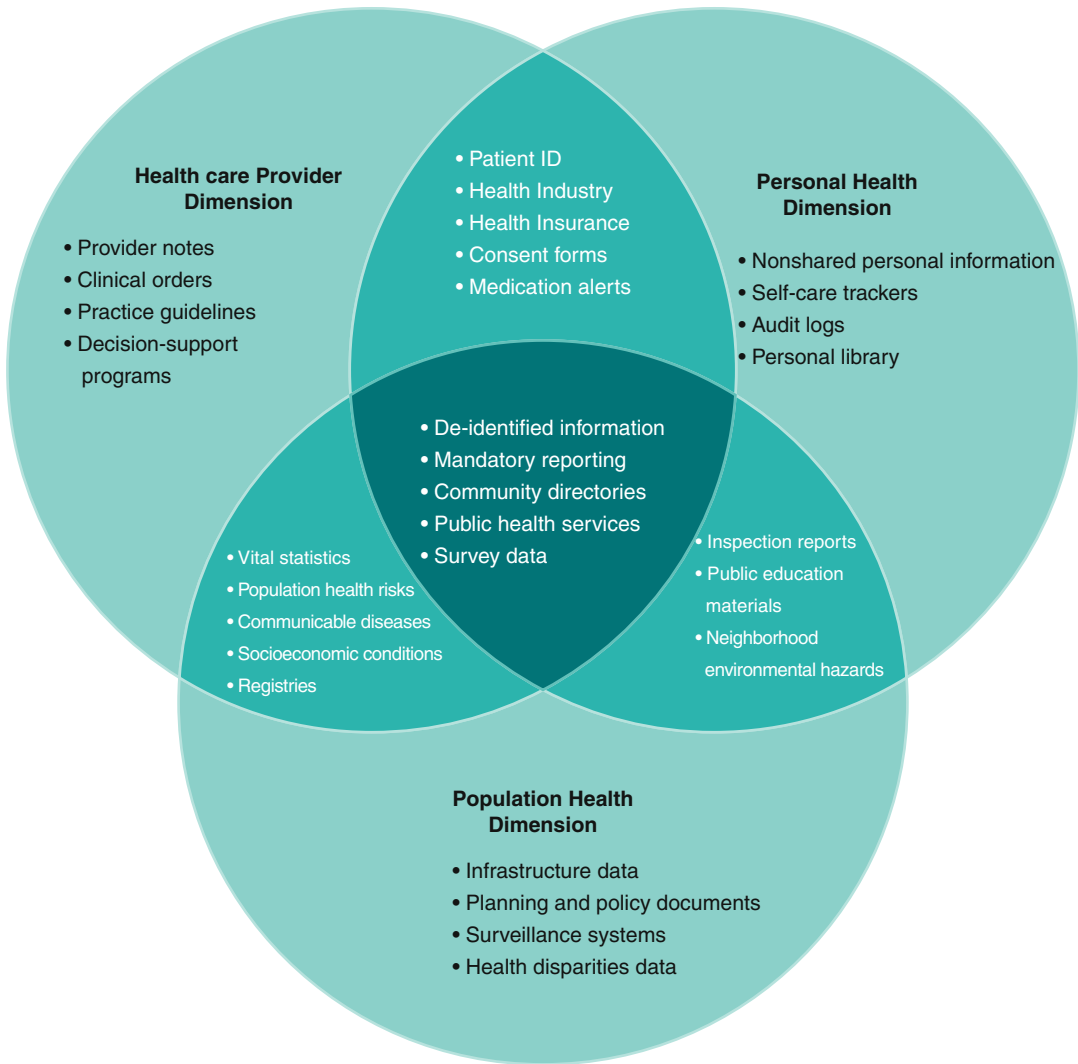 Health care Provider
Dimension
• Provider notes
• Clinical orders
• Practice guidelines
• Decision-support
programs
• Patient ID
• Health Industry
• Health Insurance
• Consent forms
• Medication alerts
Personal Health
Dimension
• Nonshared personal information
• Self-care trackers
• Audit logs
• Personal library
• De-identified information
• Mandatory reporting
• Community directories
• Public health services
• Survey data
• Vital statistics
• Population health risks
• Communicable diseases
• Socioeconomic conditions
• Registries
• Inspection reports
• Public education
materials
• Neighborhood
environmental hazards
Population Health
Dimension
• Infrastructure data
• Planning and policy documents
• Surveillance systems
• Health disparities data